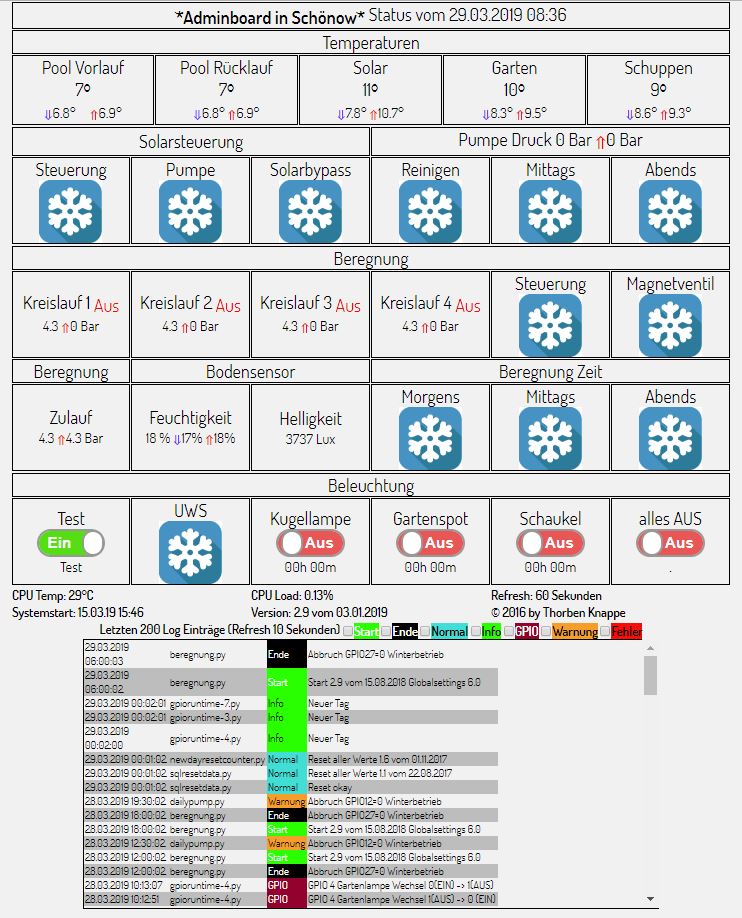 *Adminboard in Schönow* Status vom 29.03.2019 08:36
Temperaturen
Pool Vorlauf Pool Rücklauf Solar Garten Schuppen
7° 7° 11° 10° 9°
⇓6.8° ⇑6.9° ⇓6.8° ⇑6.9° ⇓7.8° ⇑10.7° ⇓8.3° ⇑9.5° ⇓8.6° ⇑9.3°
Solarsteuerung Pumpe Druck 0 Bar ⇑0 Bar
Steuerung Pumpe Solarbypass Reinigen Mittags Abends
Beregnung
Kreislauf 1 Aus Kreislauf 2 Aus Kreislauf 3 Aus Kreislauf 4 Aus Steuerung Magnetventil
4.3 ⇑0 Bar 4.3 ⇑0 Bar 4.3 ⇑0 Bar 4.3 ⇑0 Bar
Beregnung Bodensensor Beregnung Zeit
Zulauf Feuchtigkeit Helligkeit Morgens Mittags Abends
4.3 ⇑4.3 Bar 18 % ⇓17% ⇑18% 3737 Lux
Beleuchtung
Test UWS Kugellampe Gartenspot Schaukel alles AUS
Ein Aus Aus Aus Aus
Test 00h 00m 00h 00m 00h 00m .
CPU Temp: 29°C CPU Load: 0.13% Refresh: 60 Sekunden
Systemstart: 15.03.19 15:46 Version: 2.9 vom 03.01.2019 © 2016 by Thorben Knappe
Letzten 200 Log Einträge (Refresh 10 Sekunden) Start Ende Normal Info GPIO Warnung Fehler
29.03.2019 06:00:03 beregnung.py Ende Abbruch GPIO27=0 Winterbetrieb
29.03.2019 06:00:02 beregnung.py Start Start 2.9 vom 15.08.2018 Globalsettings 6.0
29.03.2019 00:02:01 gpioruntime-7.py Info Neuer Tag
29.03.2019 00:02:01 gpioruntime-3.py Info Neuer Tag
29.03.2019 00:02:00 gpioruntime-4.py Info Neuer Tag
29.03.2019 00:01:02 newdayresetcounter.py Normal Reset aller Werte 1.6 vom 01.11.2017
29.03.2019 00:01:02 sqlresetdata.py Normal Reset aller Werte 1.1 vom 22.08.2017
29.03.2019 00:01:02 sqlresetdata.py Normal Reset okay
28.03.2019 19:30:02 dailypump.py Warnung Abbruch GPIO12=0 Winterbetrieb
28.03.2019 18:00:02 beregnung.py Ende Abbruch GPIO27=0 Winterbetrieb
28.03.2019 18:00:02 beregnung.py Start Start 2.9 vom 15.08.2018 Globalsettings 6.0
28.03.2019 12:30:02 dailypump.py Warnung Abbruch GPIO12=0 Winterbetrieb
28.03.2019 12:00:02 beregnung.py Start Start 2.9 vom 15.08.2018 Globalsettings 6.0
28.03.2019 12:00:02 beregnung.py Ende Abbruch GPIO27=0 Winterbetrieb
28.03.2019 10:13:07 gpioruntime-4.py GPIO GPIO 4 Gartenlampe Wechsel 0(EIN) -> 1(AUS)
28.03.2019 10:12:51 gpioruntime-4.py GPIO GPIO 4 Gartenlampe Wechsel 1(AUS) -> 0 (EIN)